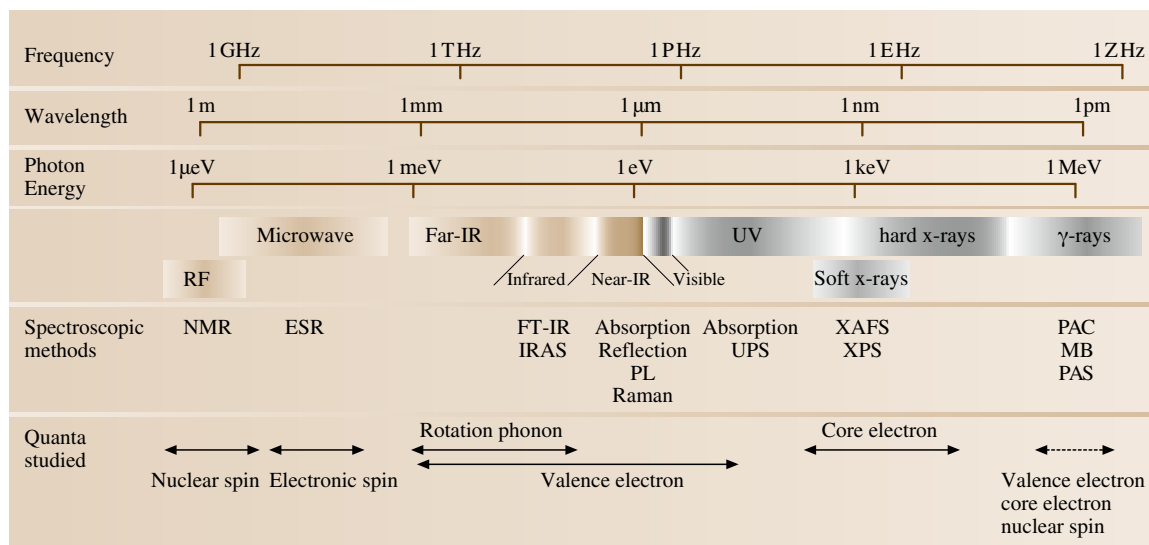 Frequency
1 GHz 1 THz 1 PHz 1 EHz 1 ZHz
Wavelength
1 m 1 mm 1 µm 1 nm 1 pm
Photon
Energy
1 µeV 1 meV 1 eV 1 keV 1 MeV
Microwave Far-IR UV hard x-rays γ-rays
RF Infrared Near-IR Visible Soft x-rays
Spectroscopic
methods
NMR ESR FT-IR Absorption Absorption XAFS PAC
IRAS Reflection UPS XPS MB
PL PAS
Raman
Quanta
studied
Rotation phonon Core electron
Nuclear spin Electronic spin Valence electron Valence electron
core electron
nuclear spin